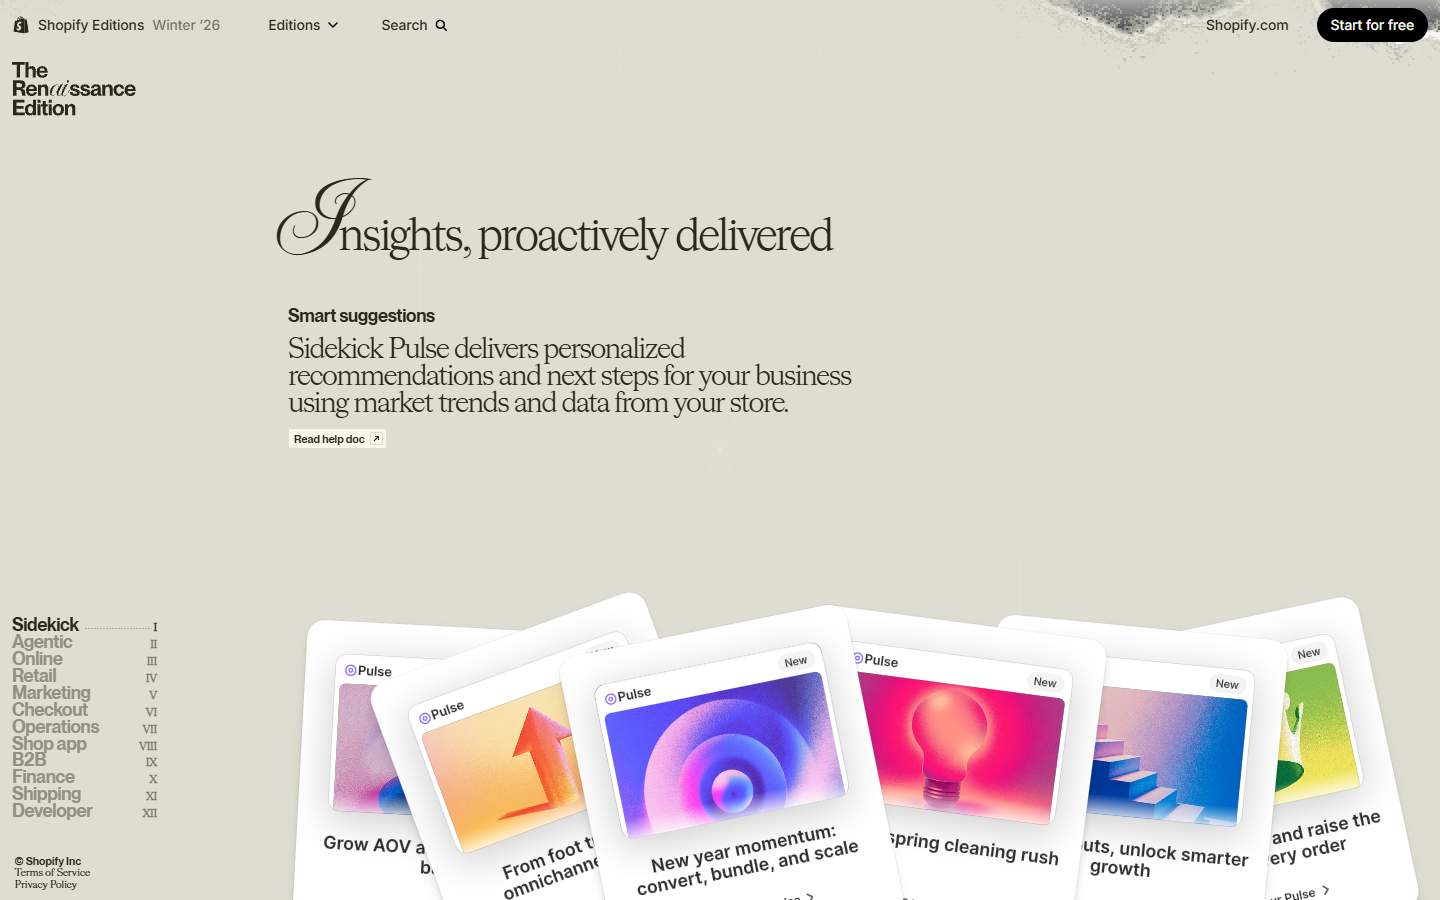 Shopify Editions Winter '26
Editions
Search
Shopify.com
Start for free
The
Renaissance
Edition
Insights, proactively delivered
Smart suggestions
Sidekick Pulse delivers personalized
recommendations and next steps for your business
using market trends and data from your store.
Read help doc
Sidekick I
Agentic II
Online III
Retail IV
Marketing V
Checkout VI
Operations VII
Shop app VIII
B2B IX
Finance X
Shipping XI
Developer XII
© Shopify Inc
Terms of Service
Privacy Policy
Pulse
Grow AOV
Pulse
From foot
Pulse
New
New year momentum:
convert, bundle, and scale
Pulse
New
spring cleaning rush
New
unlock smarter
growth
New
and raise the
order
Pulse